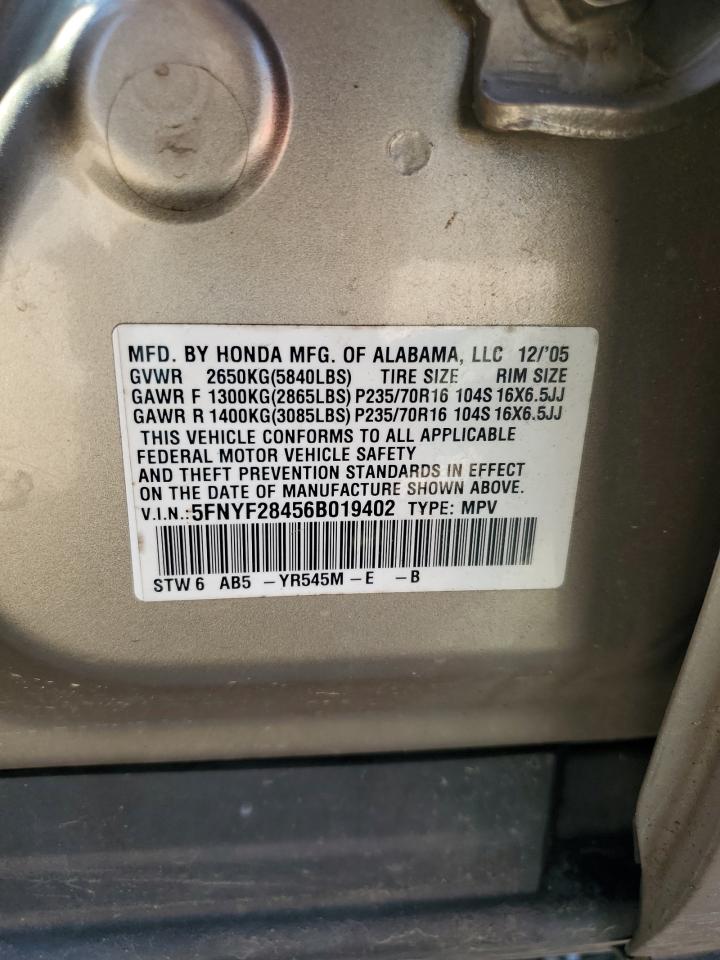 MFD. BY HONDA MFG. OF ALABAMA, LLC 12/'05
GVWR 2650KG(5840LBS) TIRE SIZE RIM SIZE
GAWR F 1300KG(2865LBS) P235/70R16 104S 16X6.5JJ
GAWR R 1400KG(3085LBS) P235/70R16 104S 16X6.5JJ
THIS VEHICLE CONFORMS TO ALL APPLICABLE
FEDERAL MOTOR VEHICLE SAFETY
AND THEFT PREVENTION STANDARDS IN EFFECT
ON THE DATE OF MANUFACTURE SHOWN ABOVE.
V.I.N.:5FNYF28456B019402 TYPE: MPV
STW 6 AB5 -YR545M -E -B